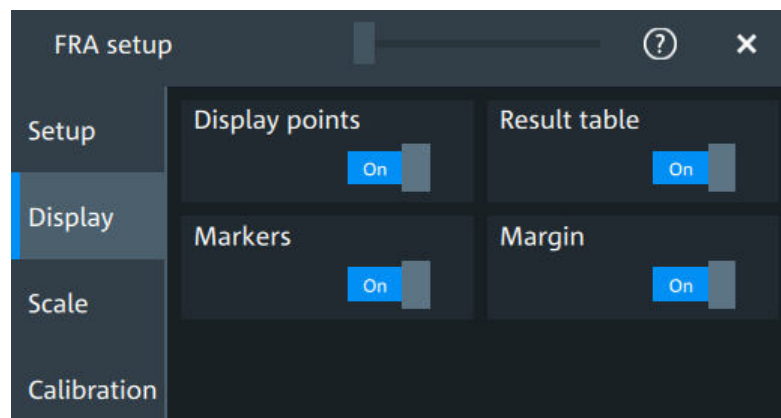 FRA setup
?
Setup
Display
Scale
Calibration
Display points
On
Result table
On
Markers
On
Margin
On